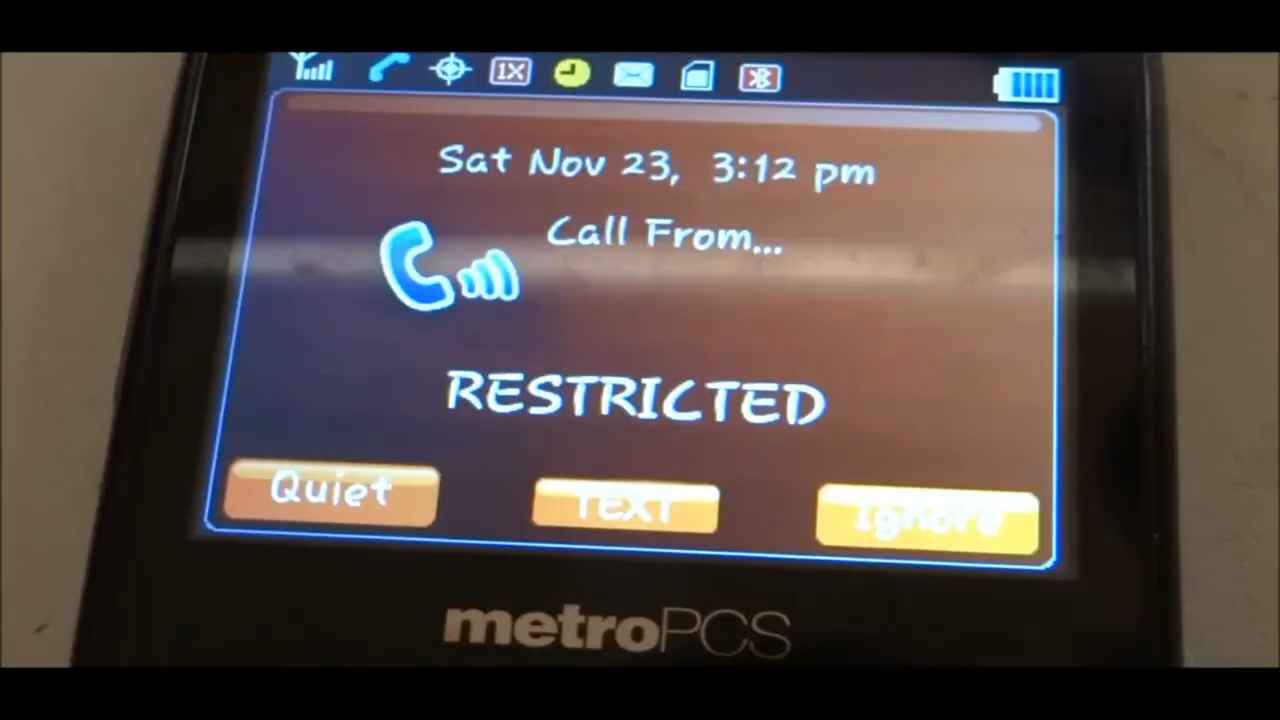 1X
Sat Nov 23, 3:12 pm
Call From...
RESTRICTED
Quiet TEXT Ignore
metroPCS